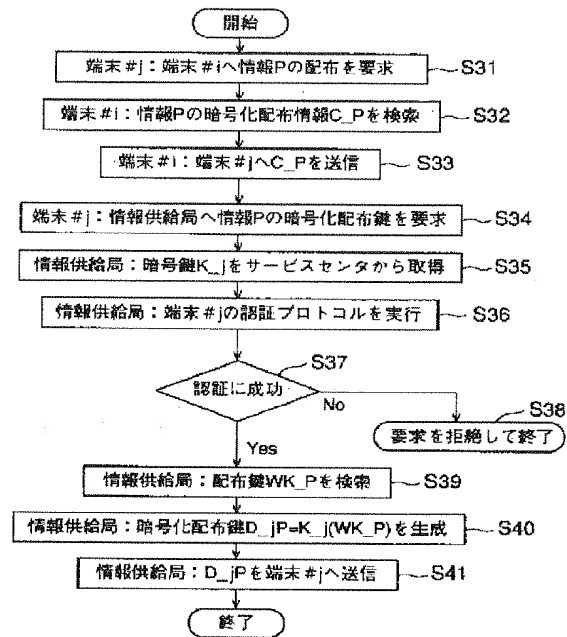 開始
端末#j：端末#iへ情報Pの配布を要求 S31
端末#i：情報Pの暗号化配布情報C_Pを検索 S32
端末#i：端末#jへC_Pを送信 S33
端末#j：情報供給局へ情報Pの暗号化配布鍵を要求 S34
情報供給局：暗号鍵K_jをサービスセンタから取得 S35
情報供給局：端末#jの認証プロトコルを実行 S36
S37
認証に成功
No
S38
要求を拒絶して終了
Yes
情報供給局：配布鍵WK_Pを検索 S39
情報供給局：暗号化配布鍵D_jP=K_j(WK_P)を生成 S40
情報供給局：D_jPを端末#jへ送信 S41
終了